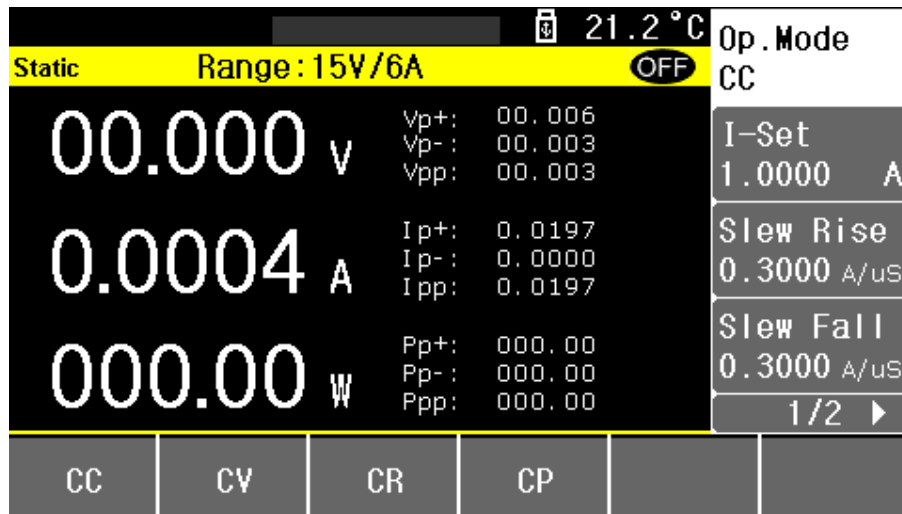 21.2°C
Static Range:15V/6A OFF
00.000 V
Vp+: 00.006
Vp-: 00.003
Vpp: 00.003
0.0004 A
Ip+: 0.0197
Ip-: 0.0000
Ipp: 0.0197
000.00 W
Pp+: 000.00
Pp-: 000.00
Ppp: 000.00
Op.Mode
CC
I-Set
1.0000 A
Slew Rise
0.3000 A/uS
Slew Fall
0.3000 A/uS
1/2
CC CV CR CP